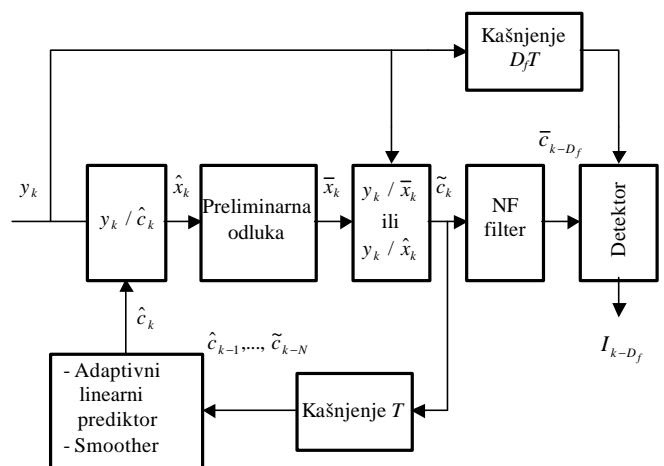 Kašnjenje
D_fT
y_k
y_k / ĉ_k
x̂_k
Preliminarna
odluka
x̄_k
y_k / x̄_k
ili
y_k / x̂_k
c̃_k
NF
filter
c̄_{k−D_f}
Detektor
I_{k−D_f}
ĉ_k
ĉ_{k−1},..., c̃_{k−N}
- Adaptivni
linearni
prediktor
- Smoother
Kašnjenje T